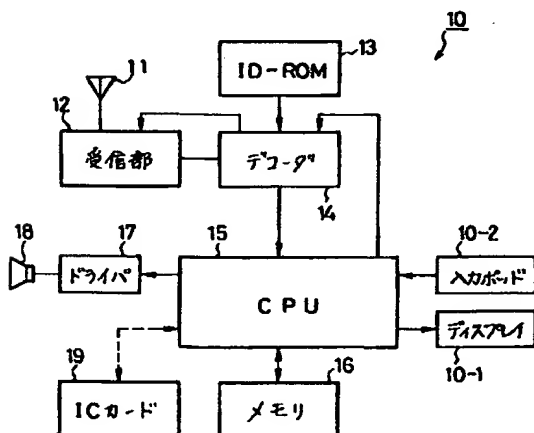 10
11
13
ID-ROM
12
受信部
デコーダ
14
18
17
ドライバ
15
CPU
10-2
入力ボード
ディスプレイ
10-1
19
ICカード
16
メモリ